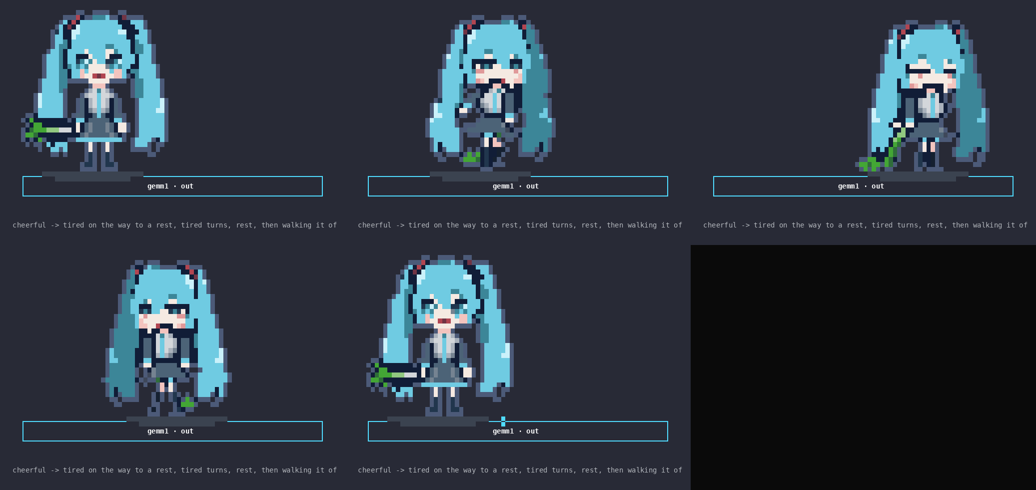 gemm1 · out
gemm1 · out
gemm1 · out
cheerful -> tired on the way to a rest, tired turns, rest, then walking it of
cheerful -> tired on the way to a rest, tired turns, rest, then walking it of
cheerful -> tired on the way to a rest, tired turns, rest, then walking it of
gemm1 · out
gemm1 · out
cheerful -> tired on the way to a rest, tired turns, rest, then walking it of
cheerful -> tired on the way to a rest, tired turns, rest, then walking it of